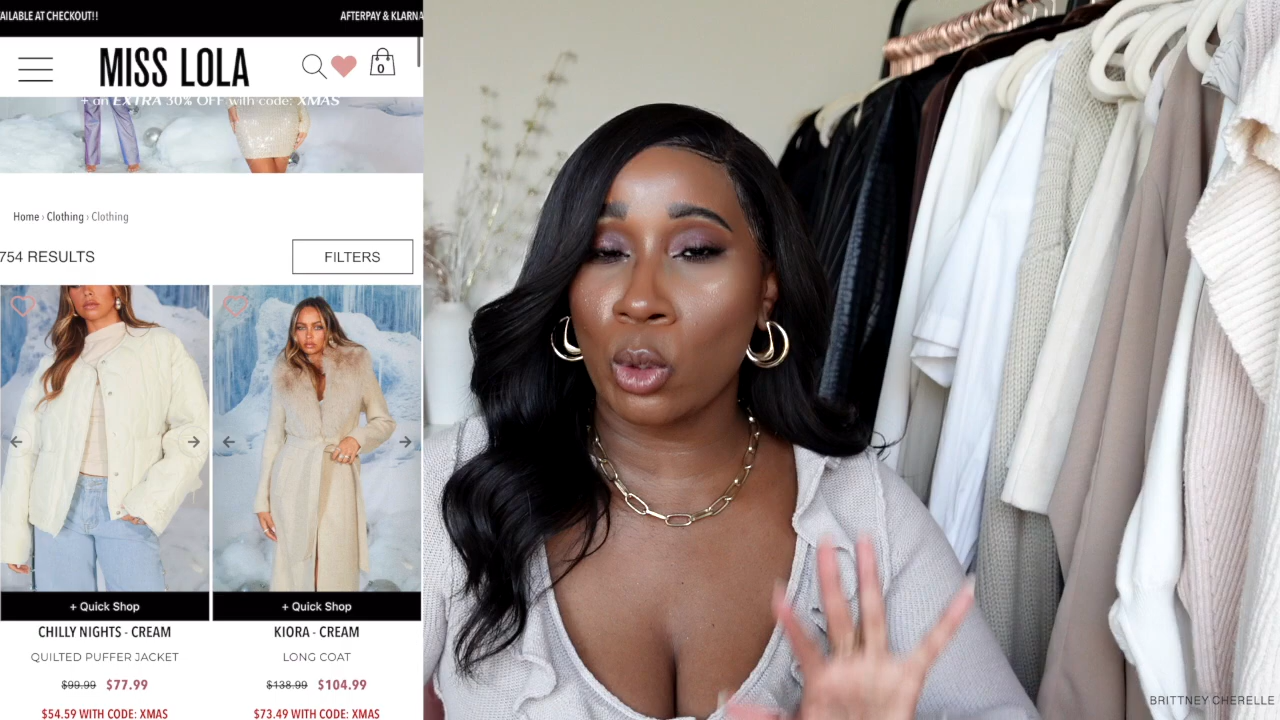 AILABLE AT CHECKOUT!!
AFTERPAY & KLARNA
MISS LOLA
0
+ an EXTRA 30% OFF with code: XMAS
Home › Clothing › Clothing
754 RESULTS
FILTERS
+ Quick Shop
+ Quick Shop
CHILLY NIGHTS - CREAM
KIORA - CREAM
QUILTED PUFFER JACKET
LONG COAT
$99.99 $77.99
$138.99 $104.99
$54.59 WITH CODE: XMAS
$73.49 WITH CODE: XMAS
BRITTNEY CHERELLE